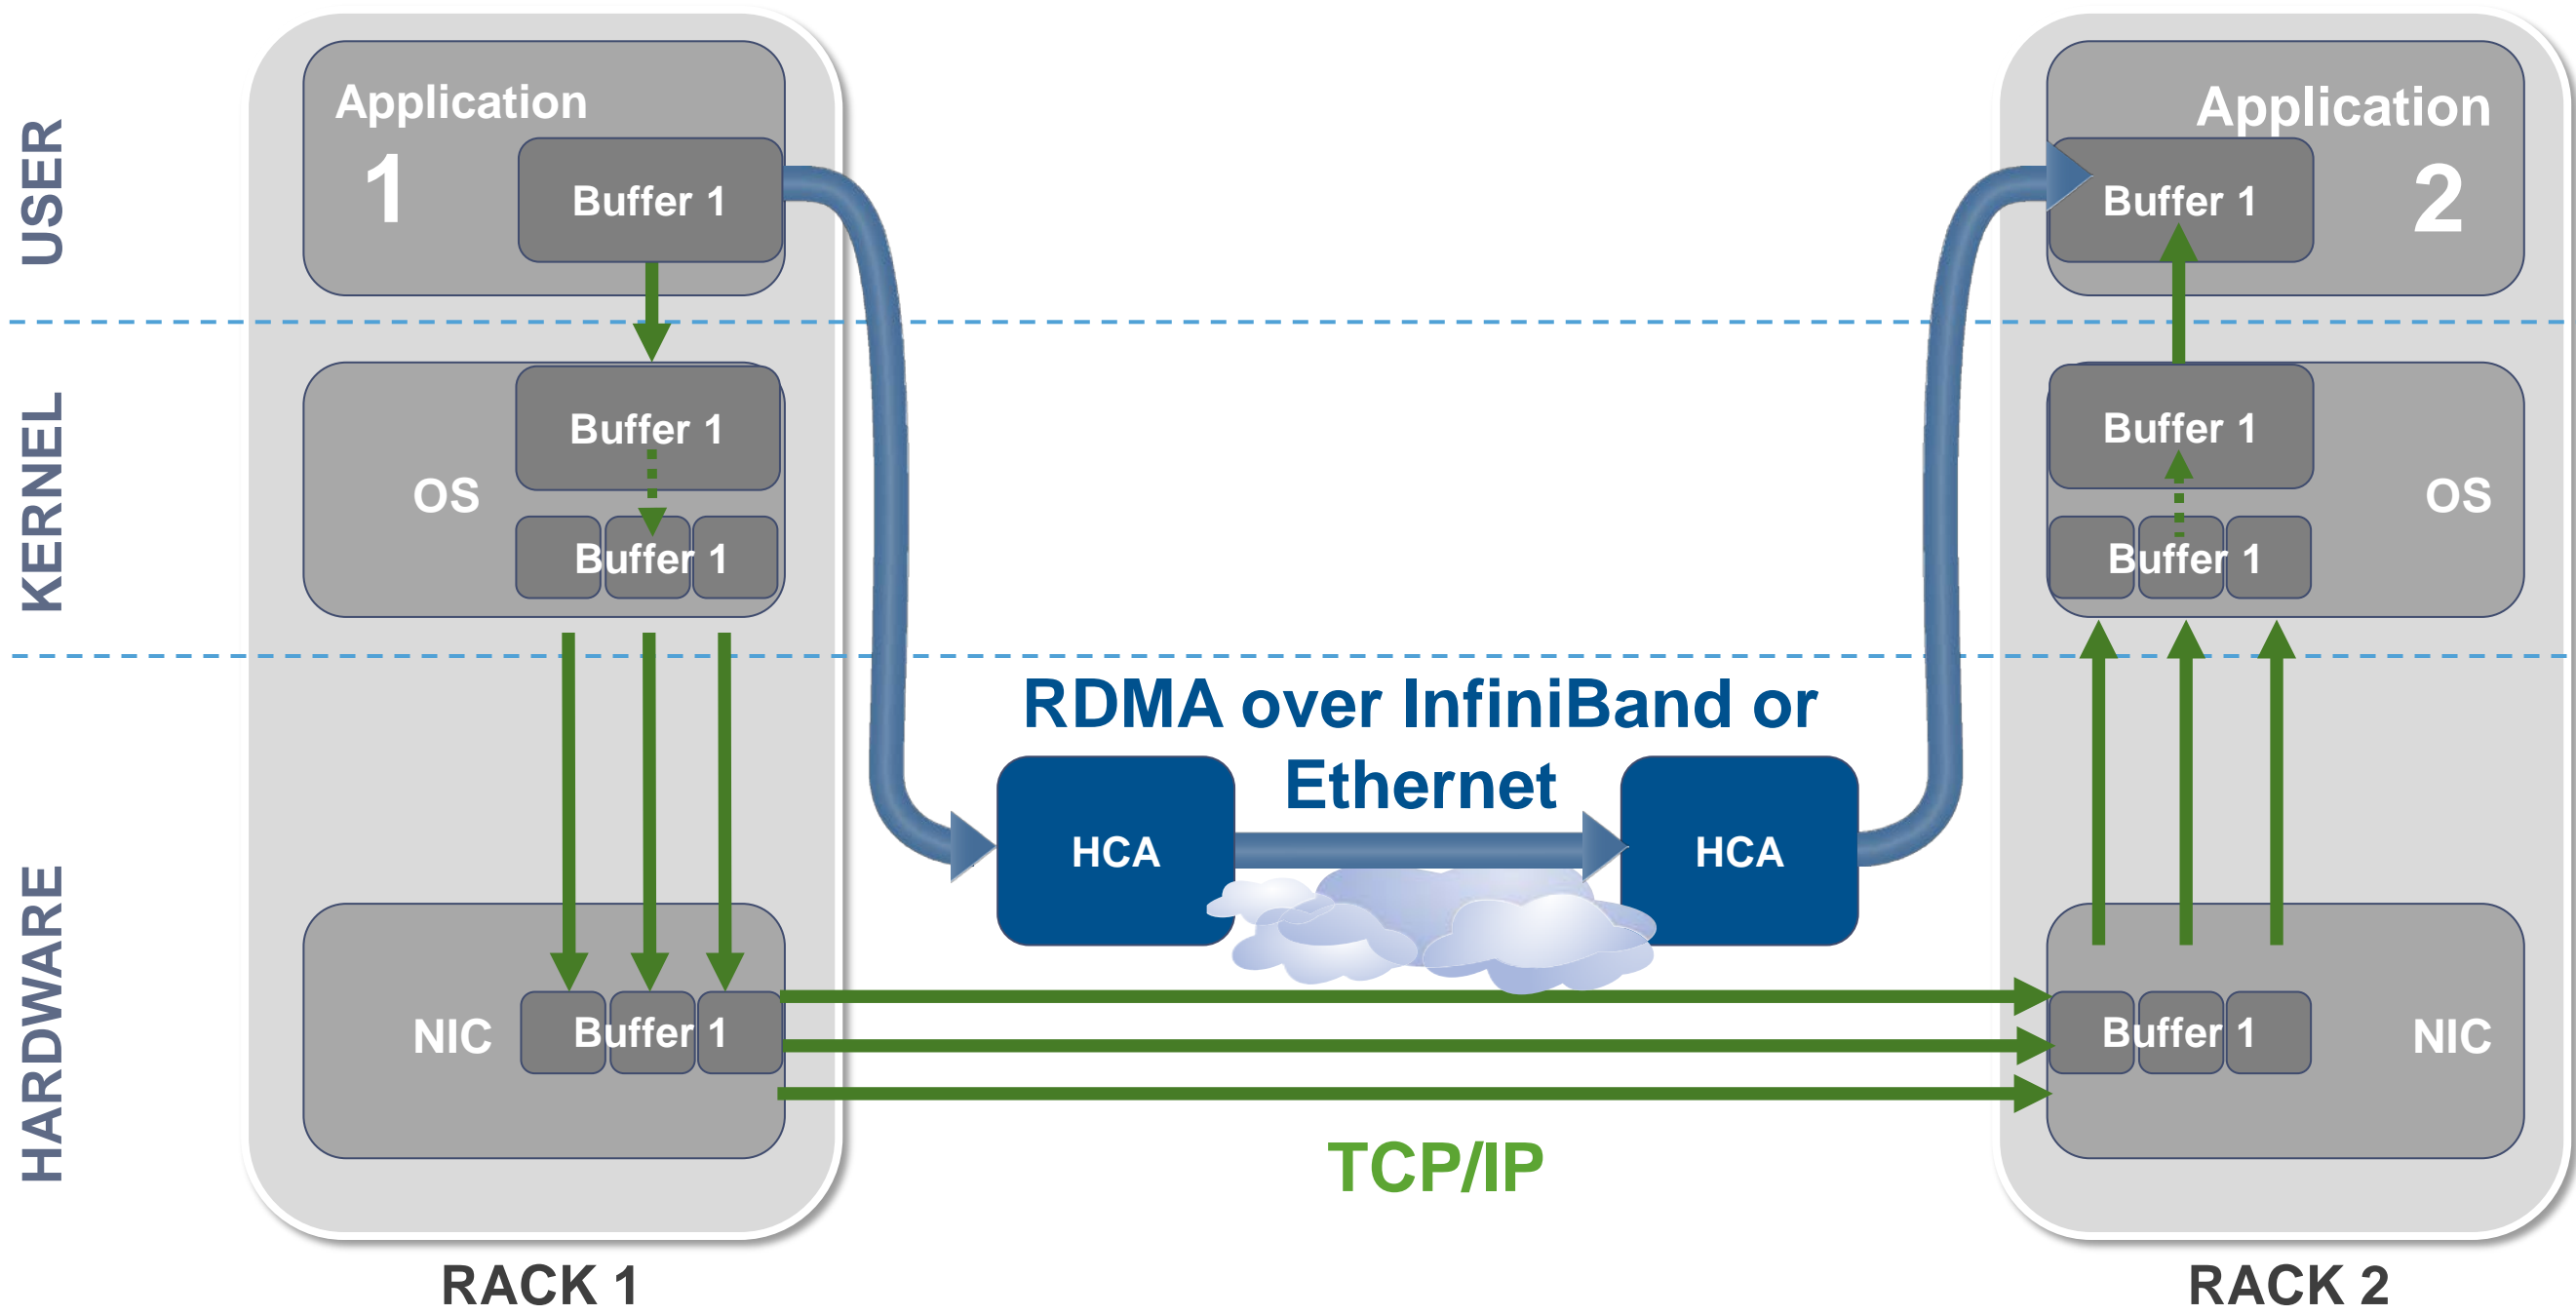 USER
Application
1
Buffer 1
Application
2
Buffer 1
KERNEL
OS
Buffer 1
Buffer 1
Buffer 1
Buffer 1
OS
HARDWARE
RDMA over InfiniBand or
Ethernet
HCA
HCA
NIC
Buffer 1
Buffer 1
NIC
TCP/IP
RACK 1
RACK 2